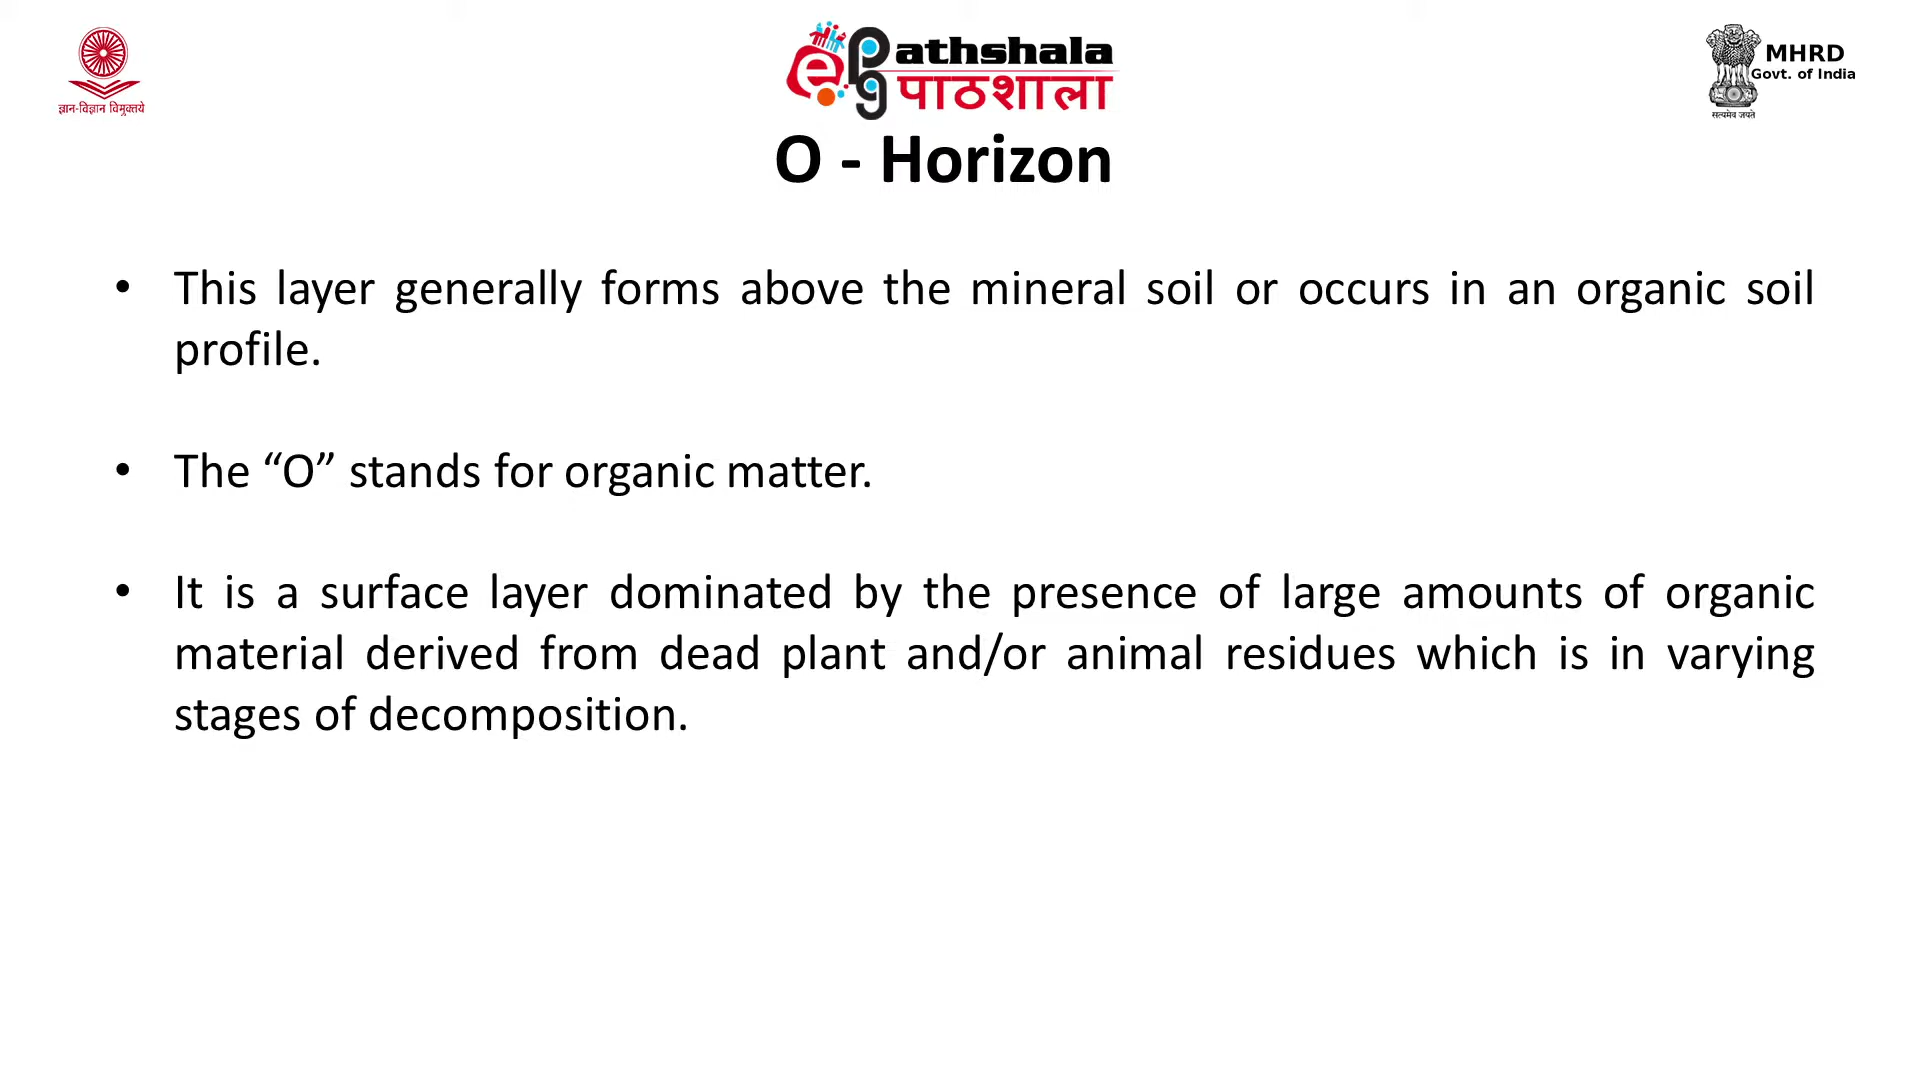 ज्ञान-विज्ञान विमुक्तये
e Pathshala
पाठशाला
MHRD
Govt. of India
सत्यमेव जयते
O - Horizon
• This layer generally forms above the mineral soil or occurs in an organic soil
profile.
• The “O” stands for organic matter.
• It is a surface layer dominated by the presence of large amounts of organic
material derived from dead plant and/or animal residues which is in varying
stages of decomposition.